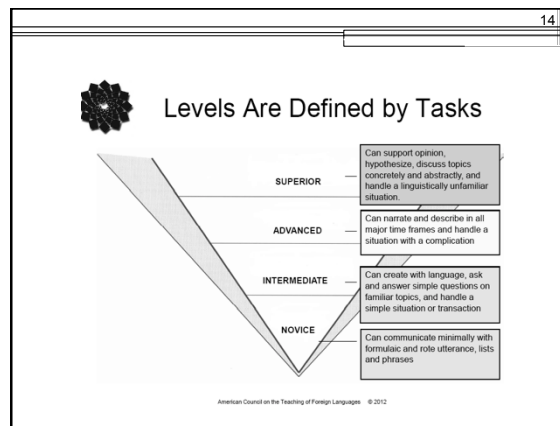 14
Levels Are Defined by Tasks
SUPERIOR
Can support opinion,
hypothesize, discuss topics
concretely and abstractly, and
handle a linguistically unfamiliar
situation.
ADVANCED
Can narrate and describe in all
major time frames and handle a
situation with a complication
INTERMEDIATE
Can create with language, ask
and answer simple questions on
familiar topics, and handle a
simple situation or transaction
NOVICE
Can communicate minimally with
formulaic and rote utterance, lists
and phrases
American Council on the Teaching of Foreign Languages © 2012